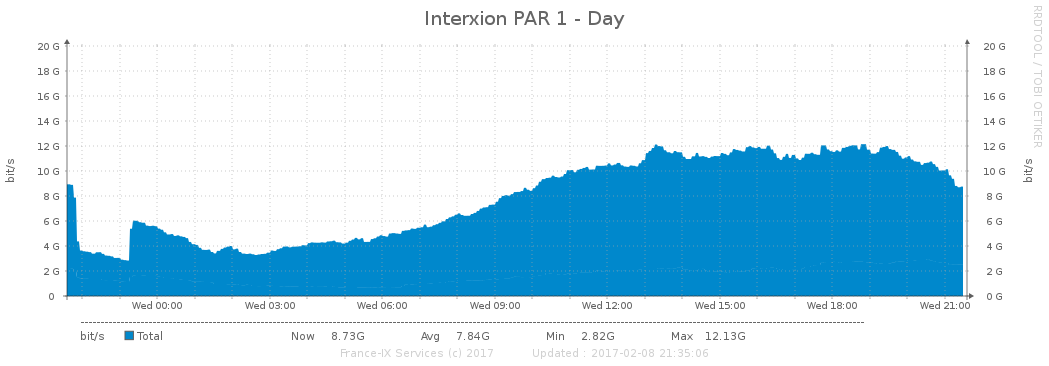 Interxion PAR 1 - Day
RRDTOOL / TOBI OETIKER
bit/s
20 G 20 G
18 G 18 G
16 G 16 G
14 G 14 G
12 G 12 G
10 G 10 G
8 G 8 G
6 G 6 G
4 G 4 G
2 G 2 G
0 0 G
bit/s
Wed 00:00 Wed 03:00 Wed 06:00 Wed 09:00 Wed 12:00 Wed 15:00 Wed 18:00 Wed 21:00
bit/s Total Now 8.73G Avg 7.84G Min 2.82G Max 12.13G
France-IX Services (c) 2017 Updated : 2017-02-08 21:35:06